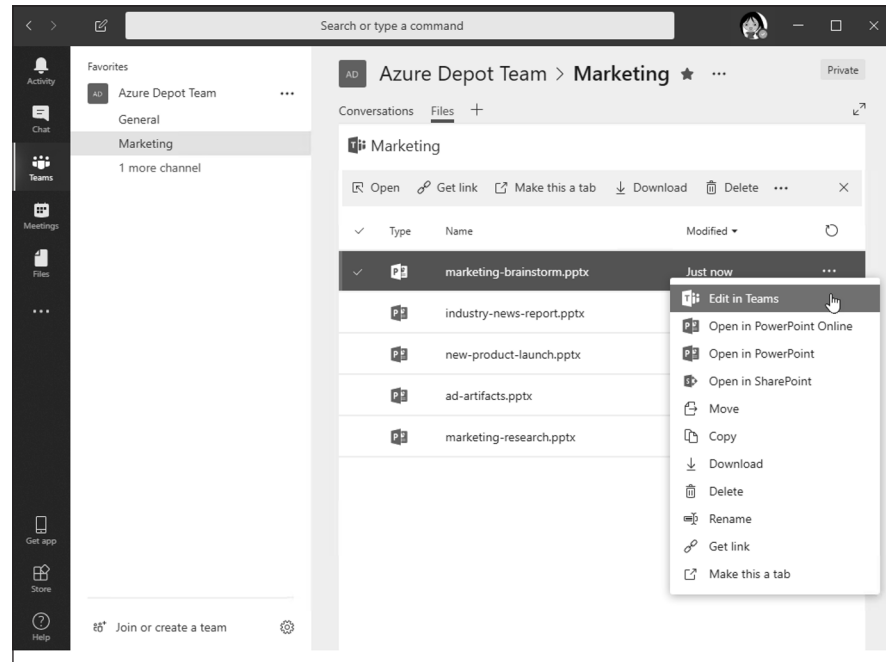 Search or type a command
Activity
Chat
Teams
Meetings
Files
Get app
Store
Help
Favorites
AD Azure Depot Team
General
Marketing
1 more channel
Join or create a team
AD Azure Depot Team > Marketing
Private
Conversations Files
Marketing
Open Get link Make this a tab Download Delete
Type Name Modified
marketing-brainstorm.pptx Just now
industry-news-report.pptx
new-product-launch.pptx
ad-artifacts.pptx
marketing-research.pptx
Edit in Teams
Open in PowerPoint Online
Open in PowerPoint
Open in SharePoint
Move
Copy
Download
Delete
Rename
Get link
Make this a tab